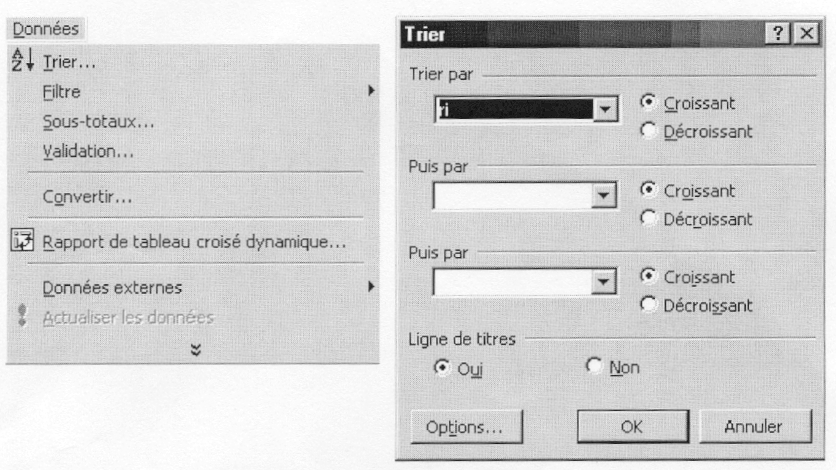 Données
Trier...
Filtre
Sous-totaux...
Validation...
Convertir...
Rapport de tableau croisé dynamique...
Données externes
Actualiser les données
Trier
Trier par
ri
Croissant
Décroissant
Puis par
Croissant
Décroissant
Puis par
Croissant
Décroissant
Ligne de titres
Oui
Non
Options...
OK
Annuler